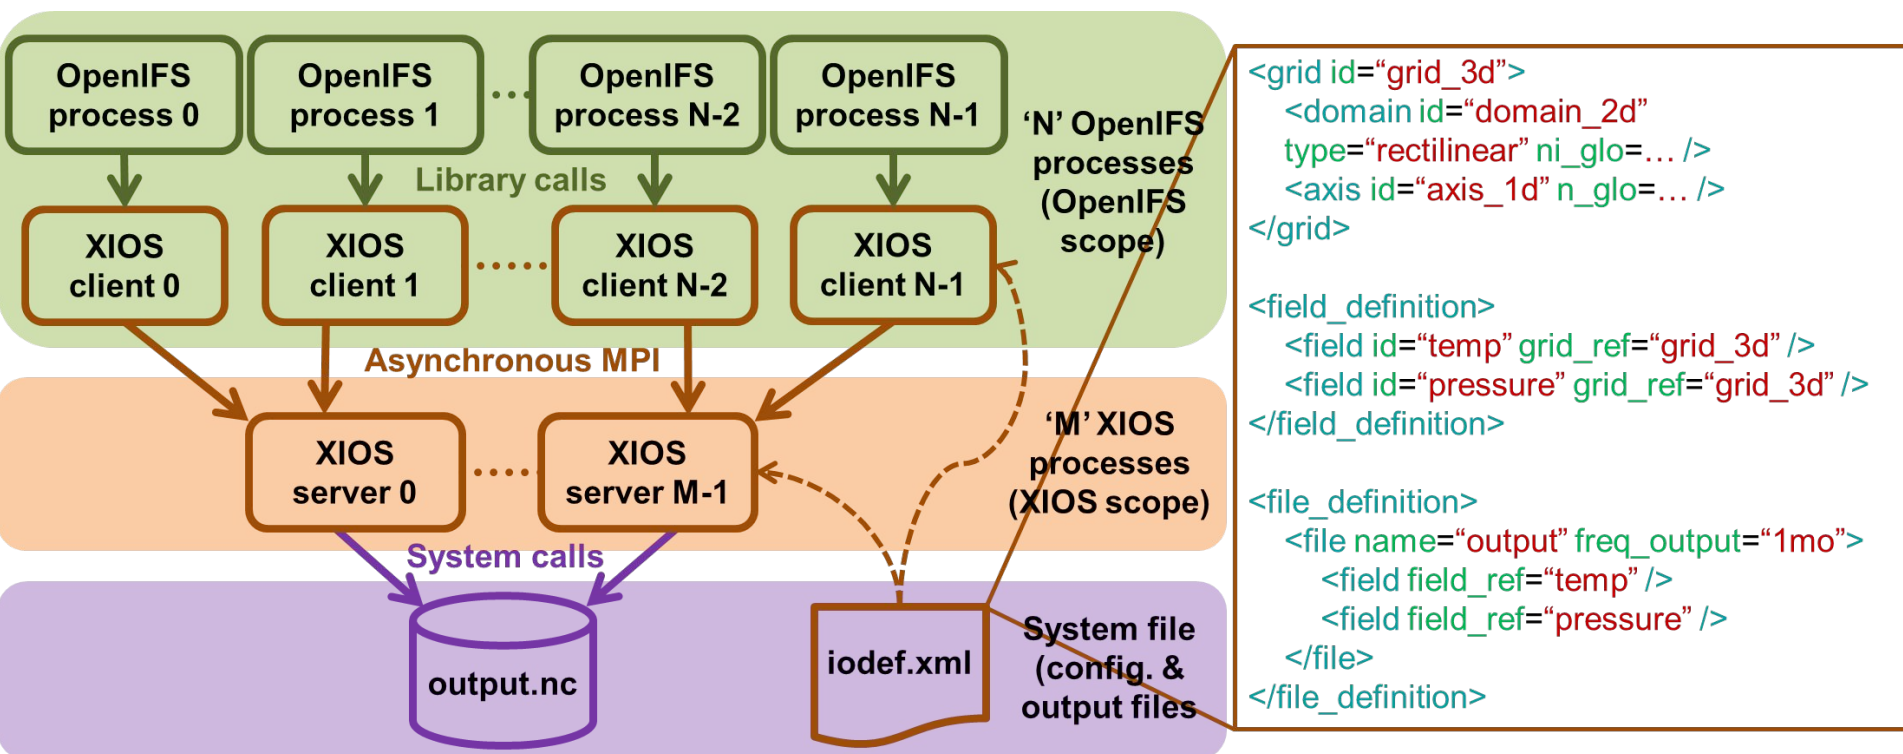 OpenIFS
process 0
OpenIFS
process 1
OpenIFS
process N-2
OpenIFS
process N-1
Library calls
XIOS
client 0
XIOS
client 1
XIOS
client N-2
XIOS
client N-1
‘N’ OpenIFS
processes
(OpenIFS
scope)
Asynchronous MPI
XIOS
server 0
XIOS
server M-1
‘M’ XIOS
processes
(XIOS scope)
System calls
output.nc
iodef.xml
System file
(config. &
output files
<grid id=“grid_3d”>
<domain id=“domain_2d”
type=“rectilinear” ni_glo=… />
<axis id=“axis_1d” n_glo=… />
</grid>
<field_definition>
<field id=“temp” grid_ref=“grid_3d” />
<field id=“pressure” grid_ref=“grid_3d” />
</field_definition>
<file_definition>
<file name=“output” freq_output=“1mo”>
<field field_ref=“temp” />
<field field_ref=“pressure” />
</file>
</file_definition>